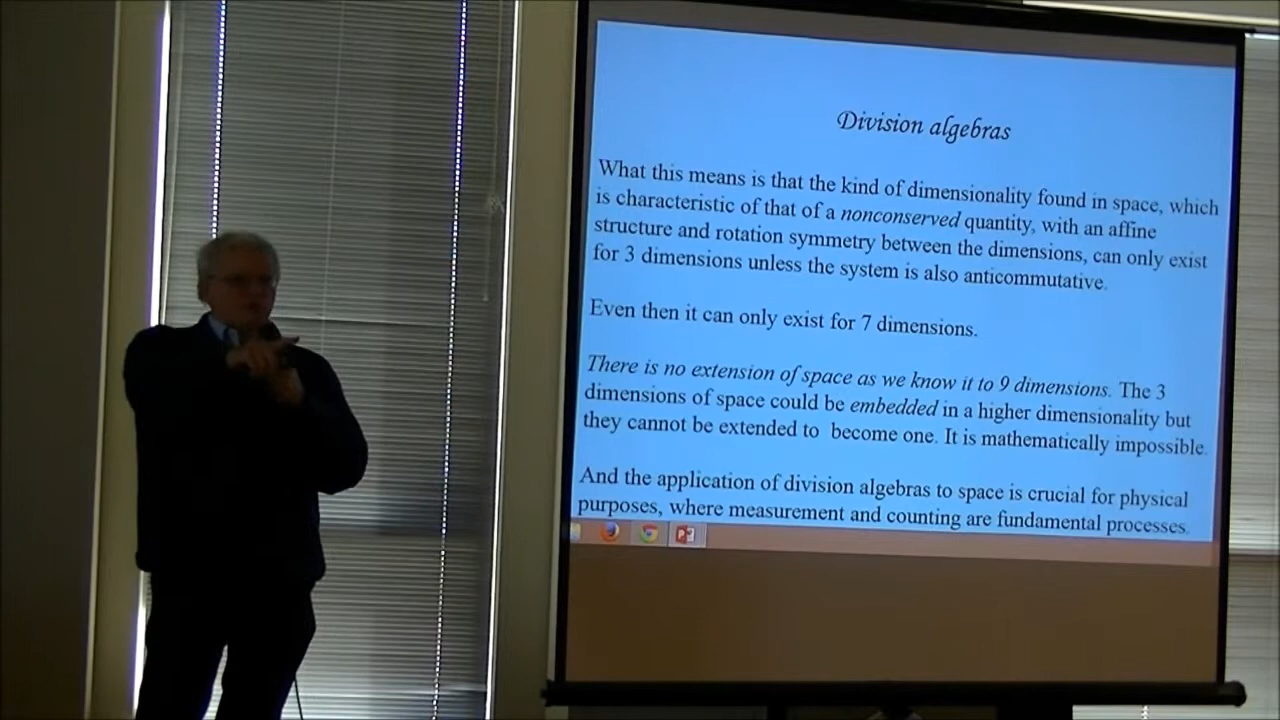 Division algebras
What this means is that the kind of dimensionality found in space, which
is characteristic of that of a nonconserved quantity, with an affine
structure and rotation symmetry between the dimensions, can only exist
for 3 dimensions unless the system is also anticommutative.
Even then it can only exist for 7 dimensions.
There is no extension of space as we know it to 9 dimensions. The 3
dimensions of space could be embedded in a higher dimensionality but
they cannot be extended to become one. It is mathematically impossible.
And the application of division algebras to space is crucial for physical
purposes, where measurement and counting are fundamental processes.